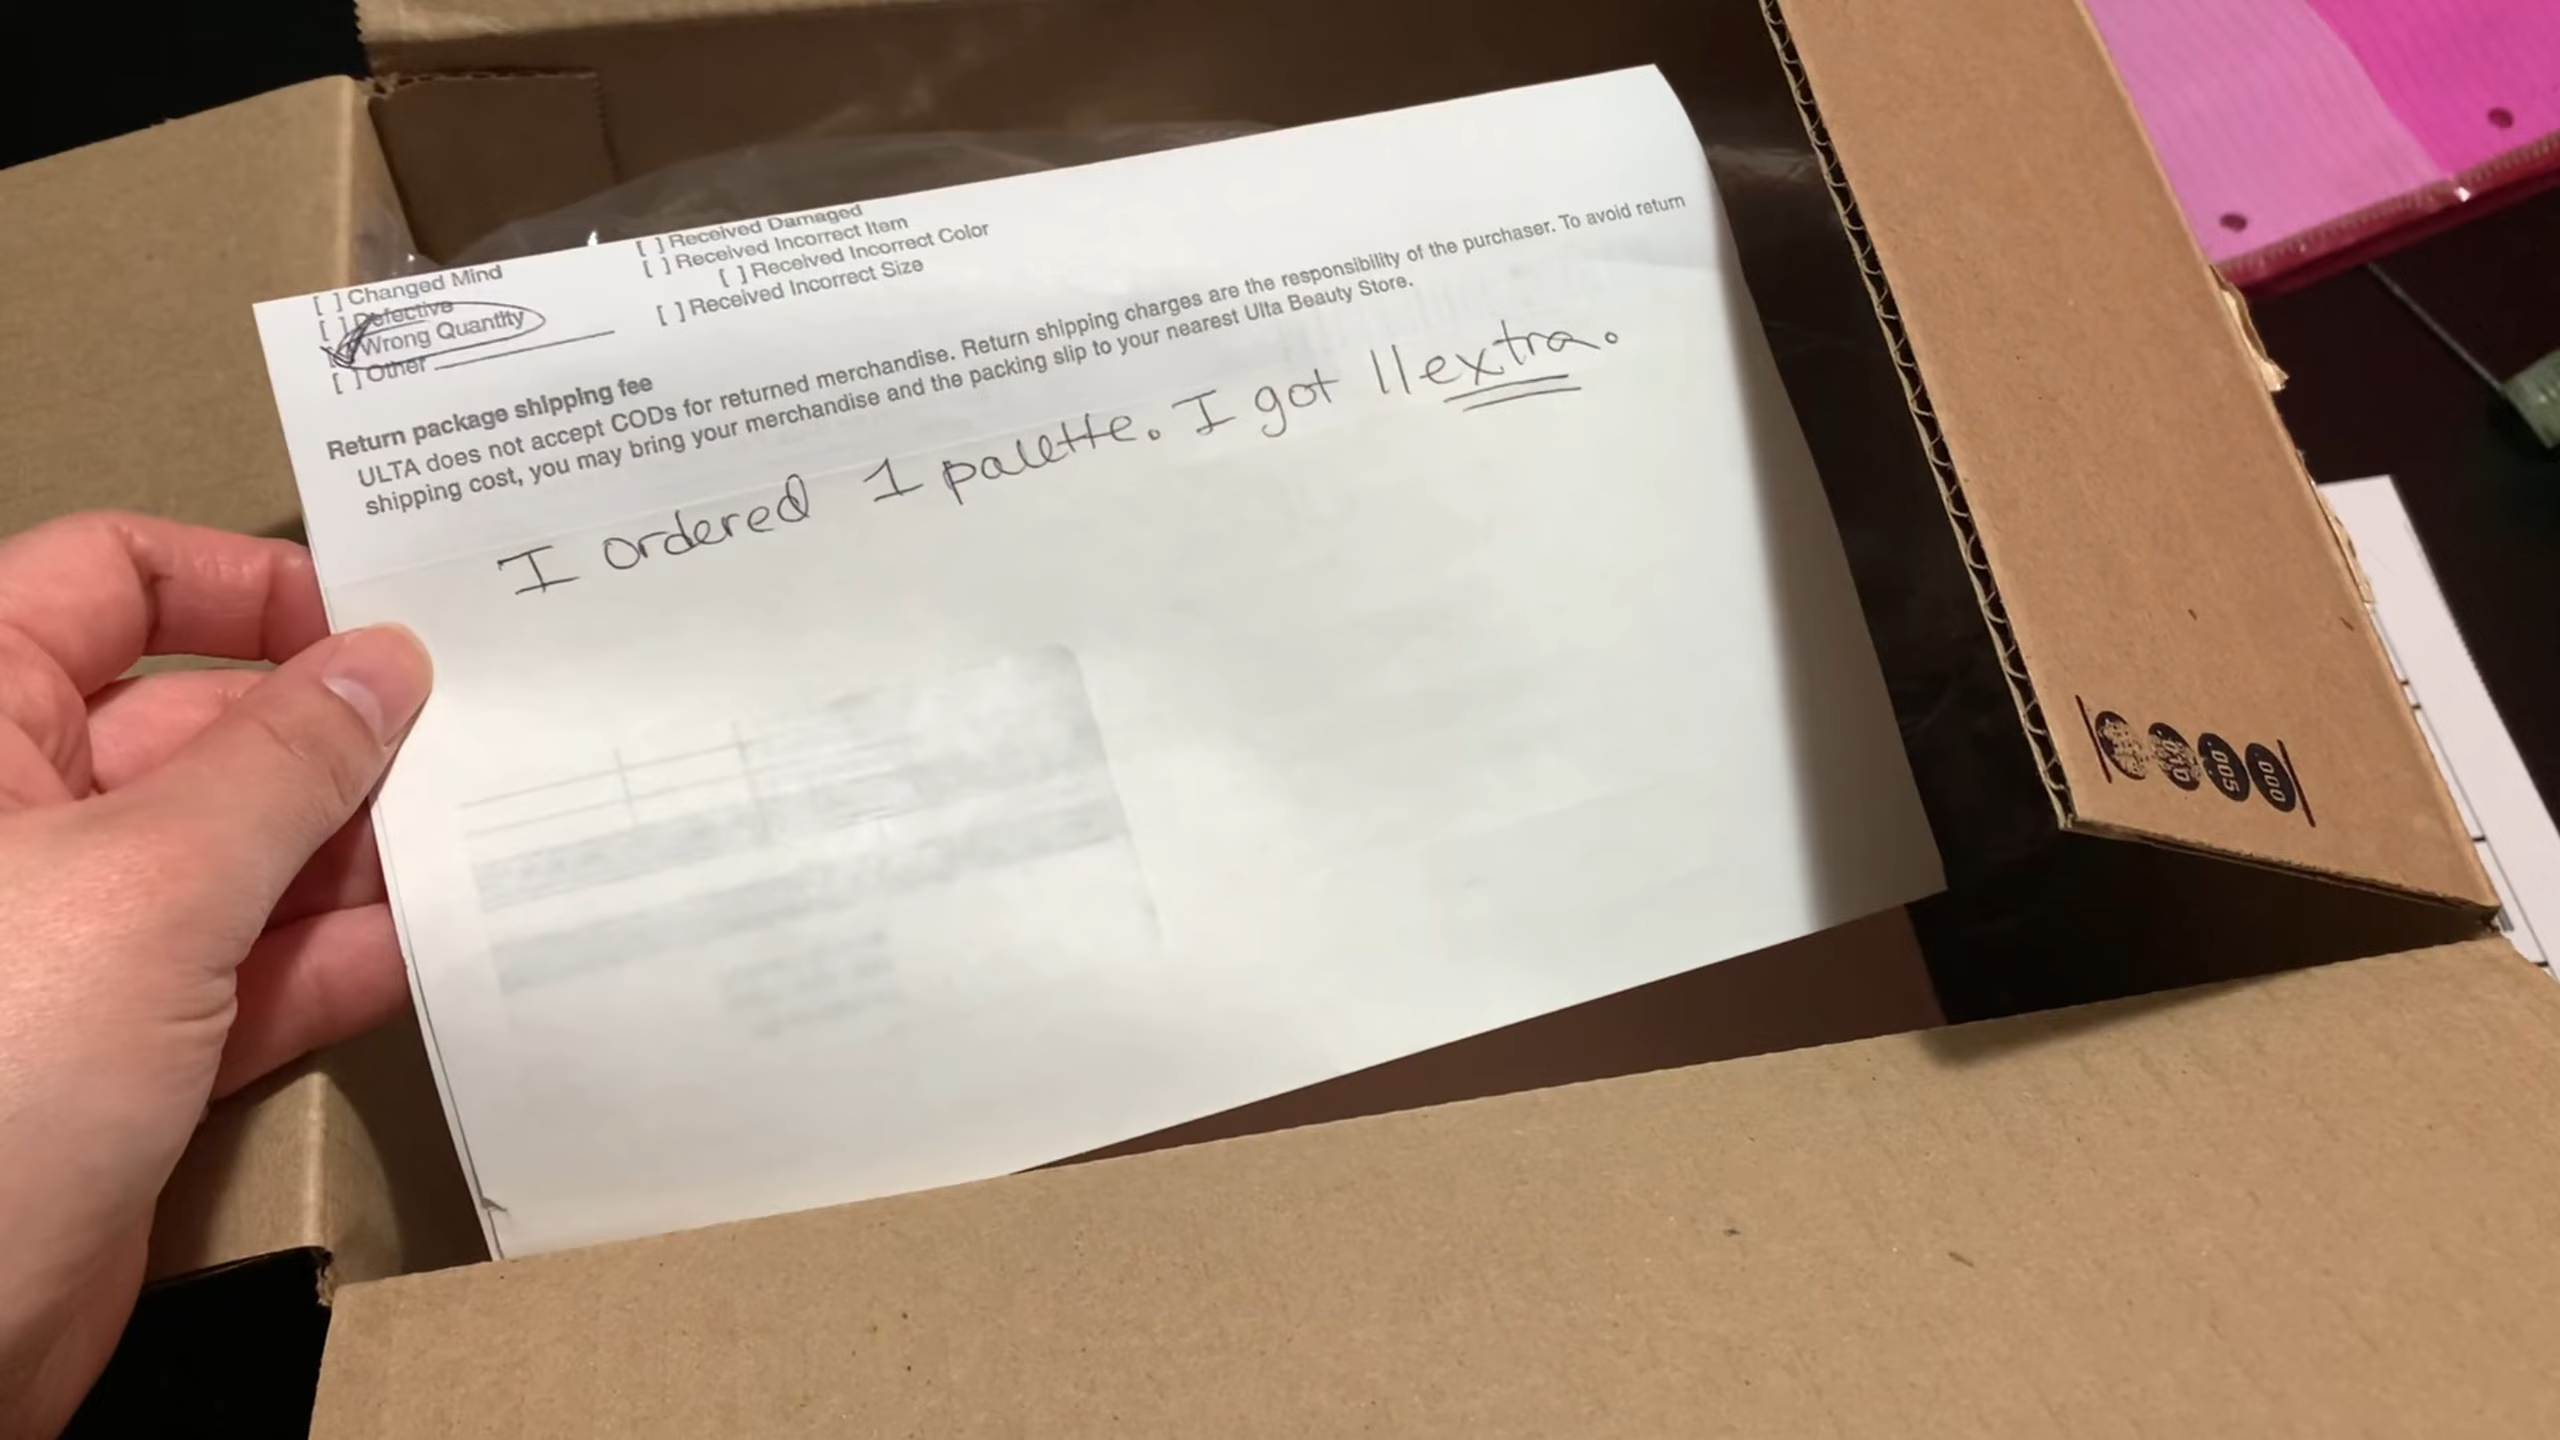 [ ] Changed Mind
[ ] Defective
[ ] Wrong Quantity
[ ] Other
[ ] Received Damaged
[ ] Received Incorrect Item
[ ] Received Incorrect Color
[ ] Received Incorrect Size
Return package shipping fee
ULTA does not accept CODs for returned merchandise. Return shipping charges are the responsibility of the purchaser. To avoid return
shipping cost, you may bring your merchandise and the packing slip to your nearest Ulta Beauty Store.
I ordered 1 palette. I got 11 extra.
010
005
000